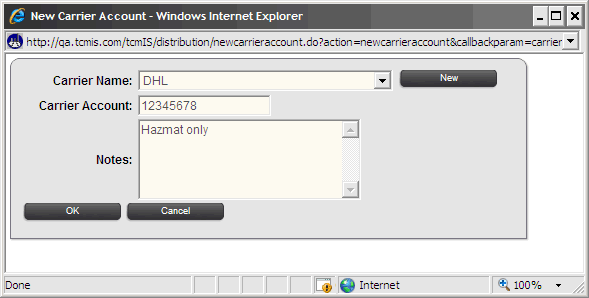 New Carrier Account - Windows Internet Explorer
http://qa.tcmis.com/tcmIS/distribution/newcarrieraccount.do?action=newcarrieraccount&callbackparam=carrier
Carrier Name: DHL New
Carrier Account: 12345678
Notes: Hazmat only
OK Cancel
Done Internet 100%